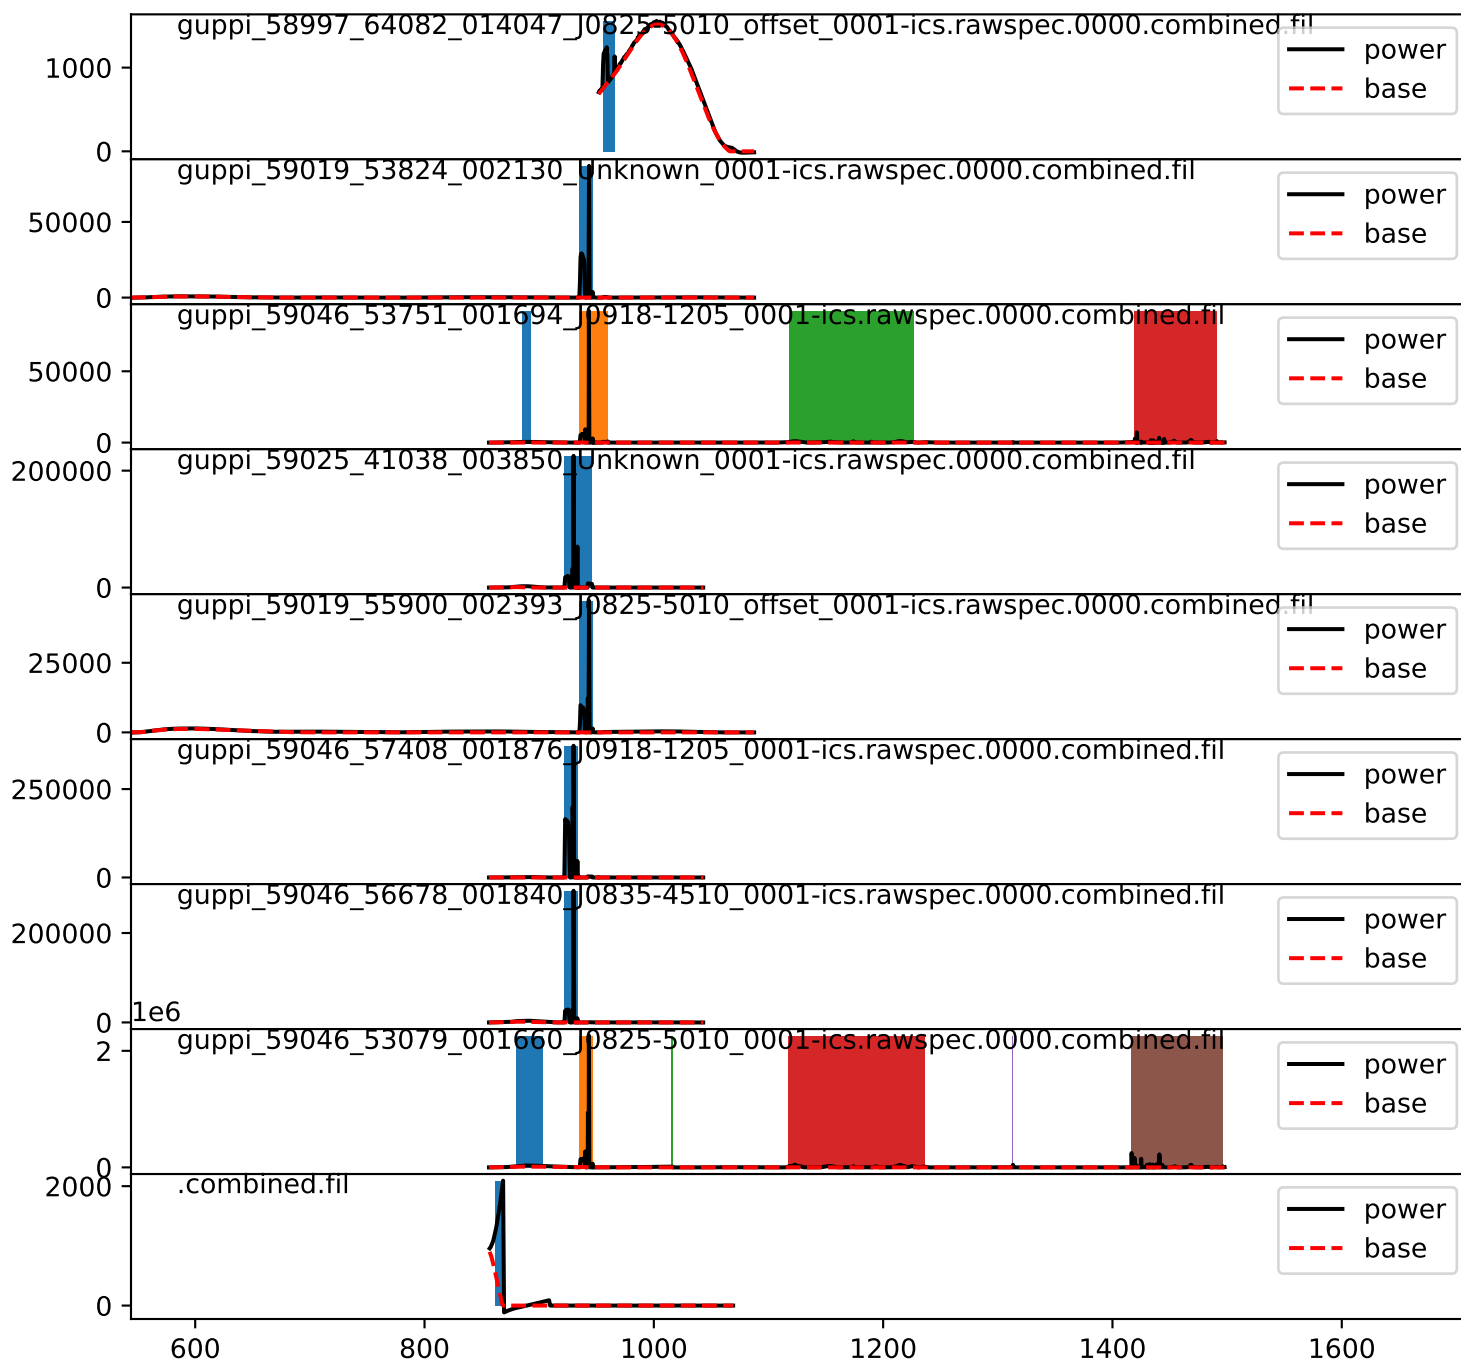 guppi_58997_64082_014047_J0825-5010_offset_0001-ics.rawspec.0000.combined.fil
1000
0
power
base
guppi_59019_53824_002130_Unknown_0001-ics.rawspec.0000.combined.fil
50000
0
power
base
guppi_59046_53751_001694_J0918-1205_0001-ics.rawspec.0000.combined.fil
50000
0
power
base
guppi_59025_41038_003850_Unknown_0001-ics.rawspec.0000.combined.fil
200000
0
power
base
guppi_59019_55900_002393_J0825-5010_offset_0001-ics.rawspec.0000.combined.fil
25000
0
power
base
guppi_59046_57408_001876_J0918-1205_0001-ics.rawspec.0000.combined.fil
250000
0
power
base
guppi_59046_56678_001840_J0835-4510_0001-ics.rawspec.0000.combined.fil
200000
0
power
base
1e6
guppi_59046_53079_001660_J0825-5010_0001-ics.rawspec.0000.combined.fil
2
0
power
base
.combined.fil
2000
0
power
base
600 800 1000 1200 1400 1600